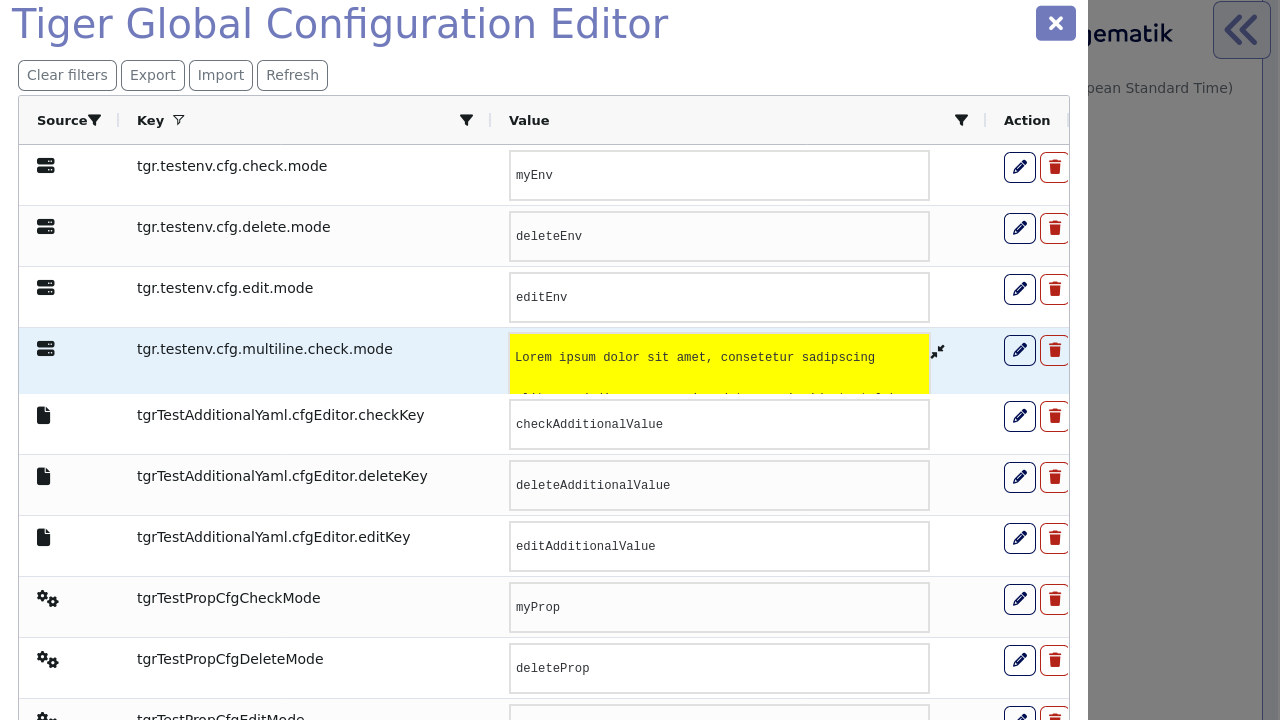 Tiger Global Configuration Editor
gematik
pean Standard Time)
Clear filters Export Import Refresh
Source Key Value Action
tgr.testenv.cfg.check.mode myEnv
tgr.testenv.cfg.delete.mode deleteEnv
tgr.testenv.cfg.edit.mode editEnv
tgr.testenv.cfg.multiline.check.mode Lorem ipsum dolor sit amet, consetetur sadipscing
tgrTestAdditionalYaml.cfgEditor.checkKey checkAdditionalValue
tgrTestAdditionalYaml.cfgEditor.deleteKey deleteAdditionalValue
tgrTestAdditionalYaml.cfgEditor.editKey editAdditionalValue
tgrTestPropCfgCheckMode myProp
tgrTestPropCfgDeleteMode deleteProp
tgrTestPropCfgEditMode